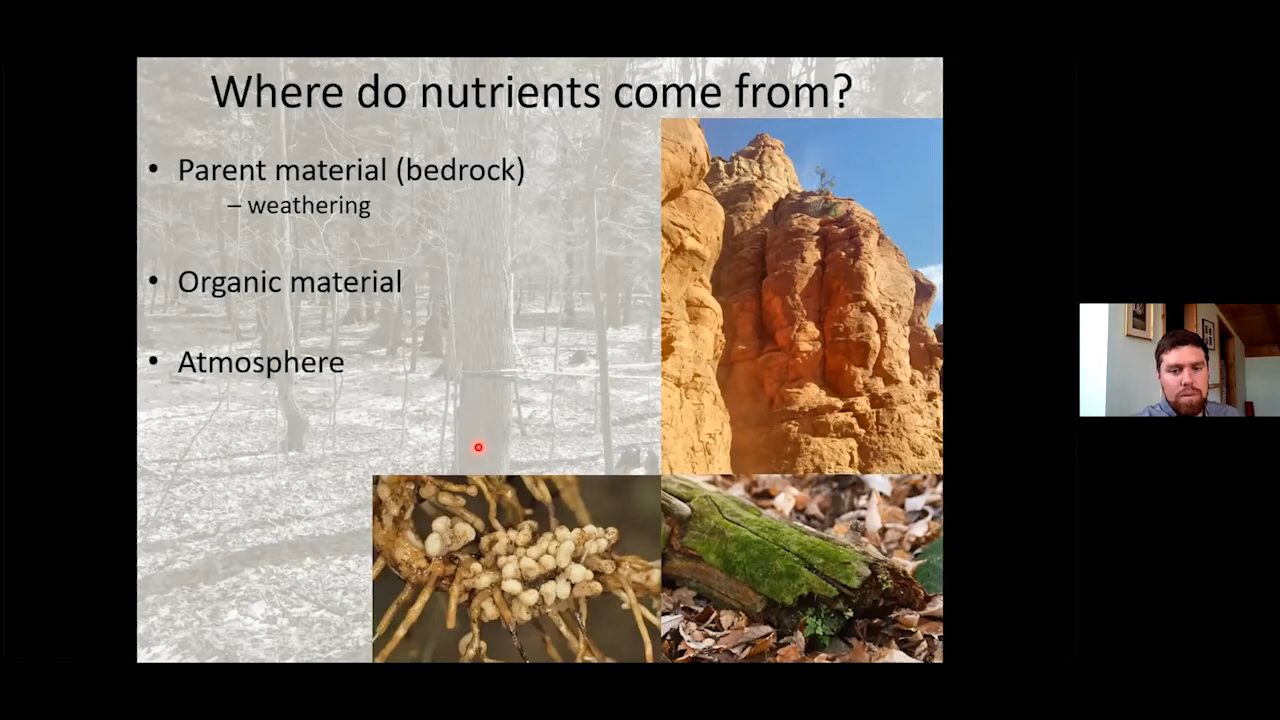 Where do nutrients come from?
• Parent material (bedrock)
– weathering
• Organic material
• Atmosphere